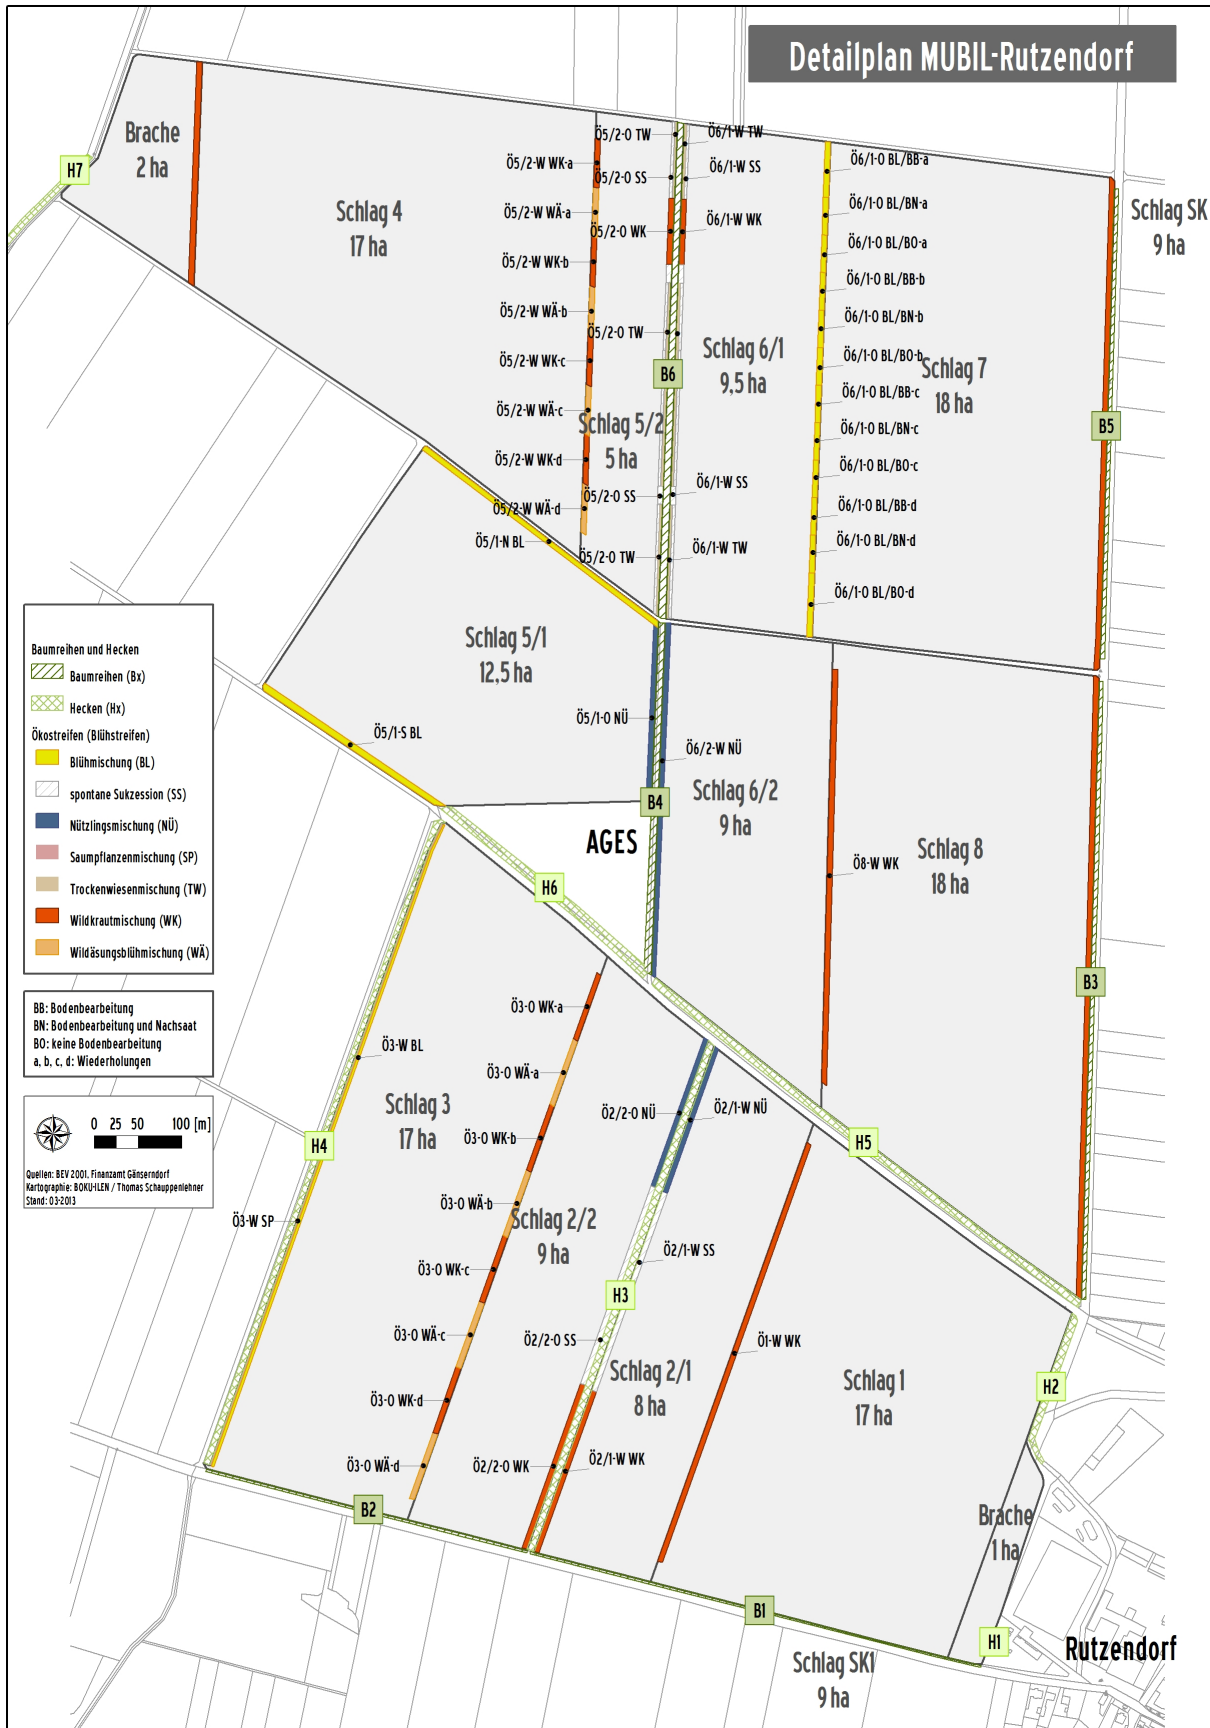 Detailplan MUBIL-Rutzendorf
Brache
2 ha
H7
Schlag 4
17 ha
Ö5/2-W WK-a
Ö5/2-W WÄ-a
Ö5/2-W WK-b
Ö5/2-W WÄ-b
Ö5/2-W WK-c
Ö5/2-W WÄ-c
Ö5/2-W WK-d
Ö5/2-W WÄ-d
Ö5/2-O TW
Ö5/2-O SS
Ö5/2-O WK
Ö5/2-O TW
Schlag 5/2
5 ha
Ö5/2-O SS
Ö5/2-O TW
B6
Ö6/1-W TW
Ö6/1-W SS
Ö6/1-W WK
Schlag 6/1
9,5 ha
Ö6/1-W SS
Ö6/1-W TW
Ö6/1-O BL/BB-a
Ö6/1-O BL/BN-a
Ö6/1-O BL/BO-a
Ö6/1-O BL/BB-b
Ö6/1-O BL/BN-b
Ö6/1-O BL/BO-b
Ö6/1-O BL/BB-c
Ö6/1-O BL/BN-c
Ö6/1-O BL/BO-c
Ö6/1-O BL/BB-d
Ö6/1-O BL/BN-d
Ö6/1-O BL/BO-d
Schlag 7
18 ha
Schlag SK
9 ha
B5
Ö5/1-N BL
Schlag 5/1
12,5 ha
Ö5/1-S BL
Ö5/1-O NÜ
Ö6/2-W NÜ
B4
Schlag 6/2
9 ha
AGES
H6
Schlag 8
18 ha
Ö8-W WK
B3
Baumreihen und Hecken
Baumreihen (Bx)
Hecken (Hx)
Ökostreifen (Blühstreifen)
Blühmischung (BL)
spontane Sukzession (SS)
Nützlingsmischung (NÜ)
Saumpflanzenmischung (SP)
Trockenwiesenmischung (TW)
Wildkrautmischung (WK)
Wildäsungsblühmischung (WÄ)
BB: Bodenbearbeitung
BN: Bodenbearbeitung und Nachsaat
BO: keine Bodenbearbeitung
a, b, c, d: Wiederholungen
0 25 50 100 [m]
Quellen: BEV 2001, Finanzamt Gänserndorf
Kartographie: BOKU-ILEN / Thomas Schauppenlehner
Stand: 03-2013
Ö3-W BL
Schlag 3
17 ha
H4
Ö3-W SP
Ö3-O WK-a
Ö3-O WÄ-a
Ö3-O WK-b
Ö3-O WÄ-b
Ö3-O WK-c
Ö3-O WÄ-c
Ö3-O WK-d
Ö3-O WÄ-d
Schlag 2/2
9 ha
Ö2/2-O NÜ
Ö2/1-W NÜ
Ö2/1-W SS
H3
Ö2/2-O SS
Schlag 2/1
8 ha
Ö2/2-O WK
Ö2/1-W WK
H5
Ö1-W WK
Schlag 1
17 ha
H2
B2
B1
Brache
1 ha
H1
Rutzendorf
Schlag SK1
9 ha